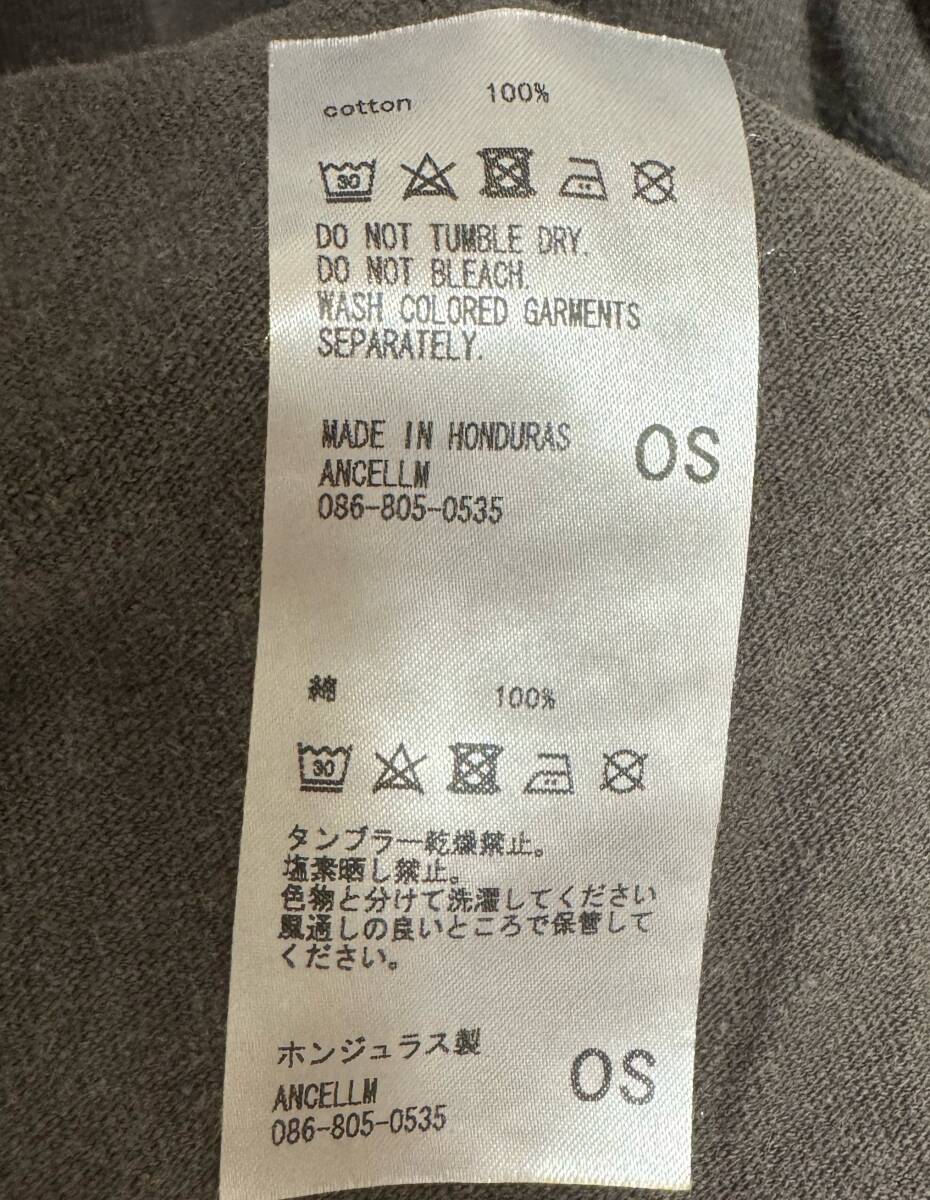 cotton 100%
30
DO NOT TUMBLE DRY.
DO NOT BLEACH.
WASH COLORED GARMENTS
SEPARATELY.
MADE IN HONDURAS
OS
ANCELLM
086-805-0535
綿 100%
30
タンブラー乾燥禁止。
塩素晒し禁止。
色物と分けて洗濯してください
風通しの良いところで保管して
ください。
ホンジュラス製
OS
ANCELLM
086-805-0535